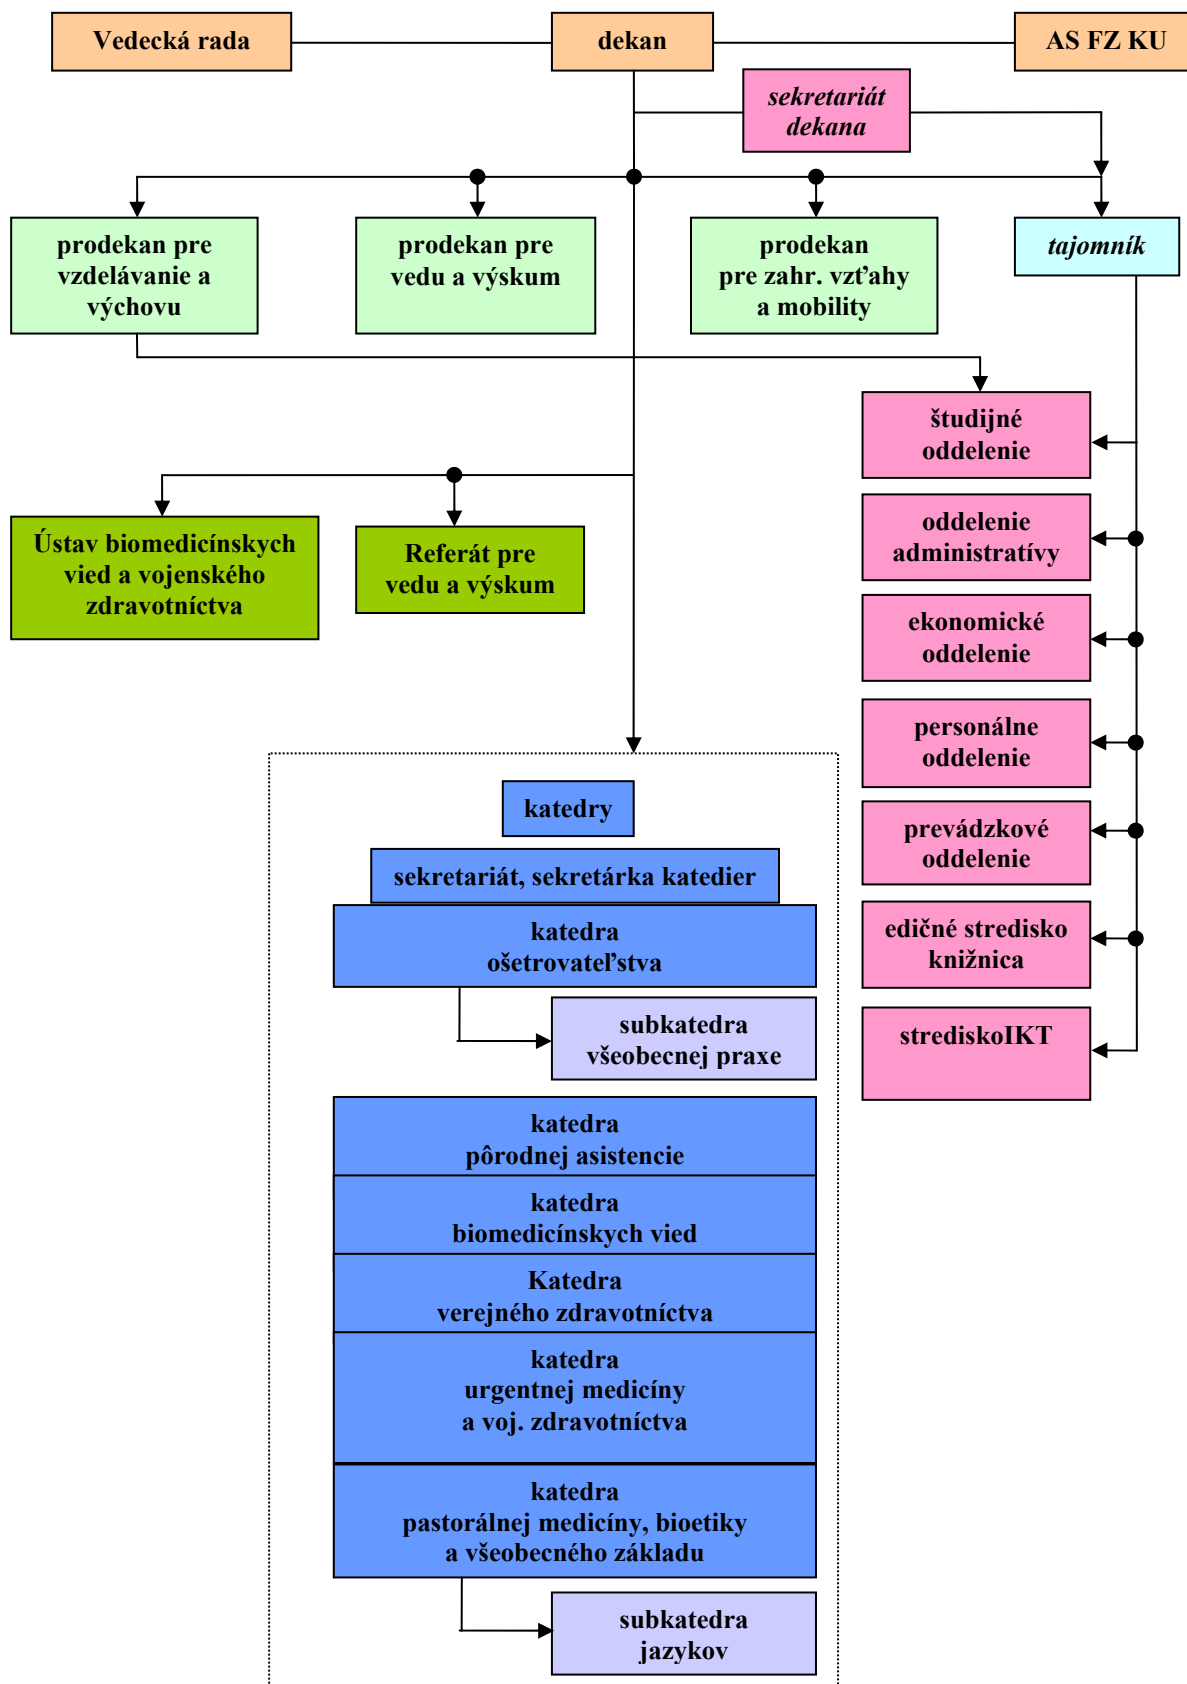 Vedecká rada
dekan
AS FZ KU
sekretariát
dekana
prodekan pre
vzdelávanie a
výchovu
prodekan pre
vedu a výskum
prodekan
pre zahr. vzťahy
a mobility
tajomník
študijné
oddelenie
oddelenie
administratívy
ekonomické
oddelenie
personálne
oddelenie
prevádzkové
oddelenie
edičné stredisko
knižnica
strediskoIKT
Ústav biomedicínskych
vied a vojenského
zdravotníctva
Referát pre
vedu a výskum
katedry
sekretariát, sekretárka katedier
katedra
ošetrovateľstva
subkatedra
všeobecnej praxe
katedra
pôrodnej asistencie
katedra
biomedicínskych vied
Katedra
verejného zdravotníctva
katedra
urgentnej medicíny
a voj. zdravotníctva
katedra
pastorálnej medicíny, bioetiky
a všeobecného základu
subkatedra
jazykov